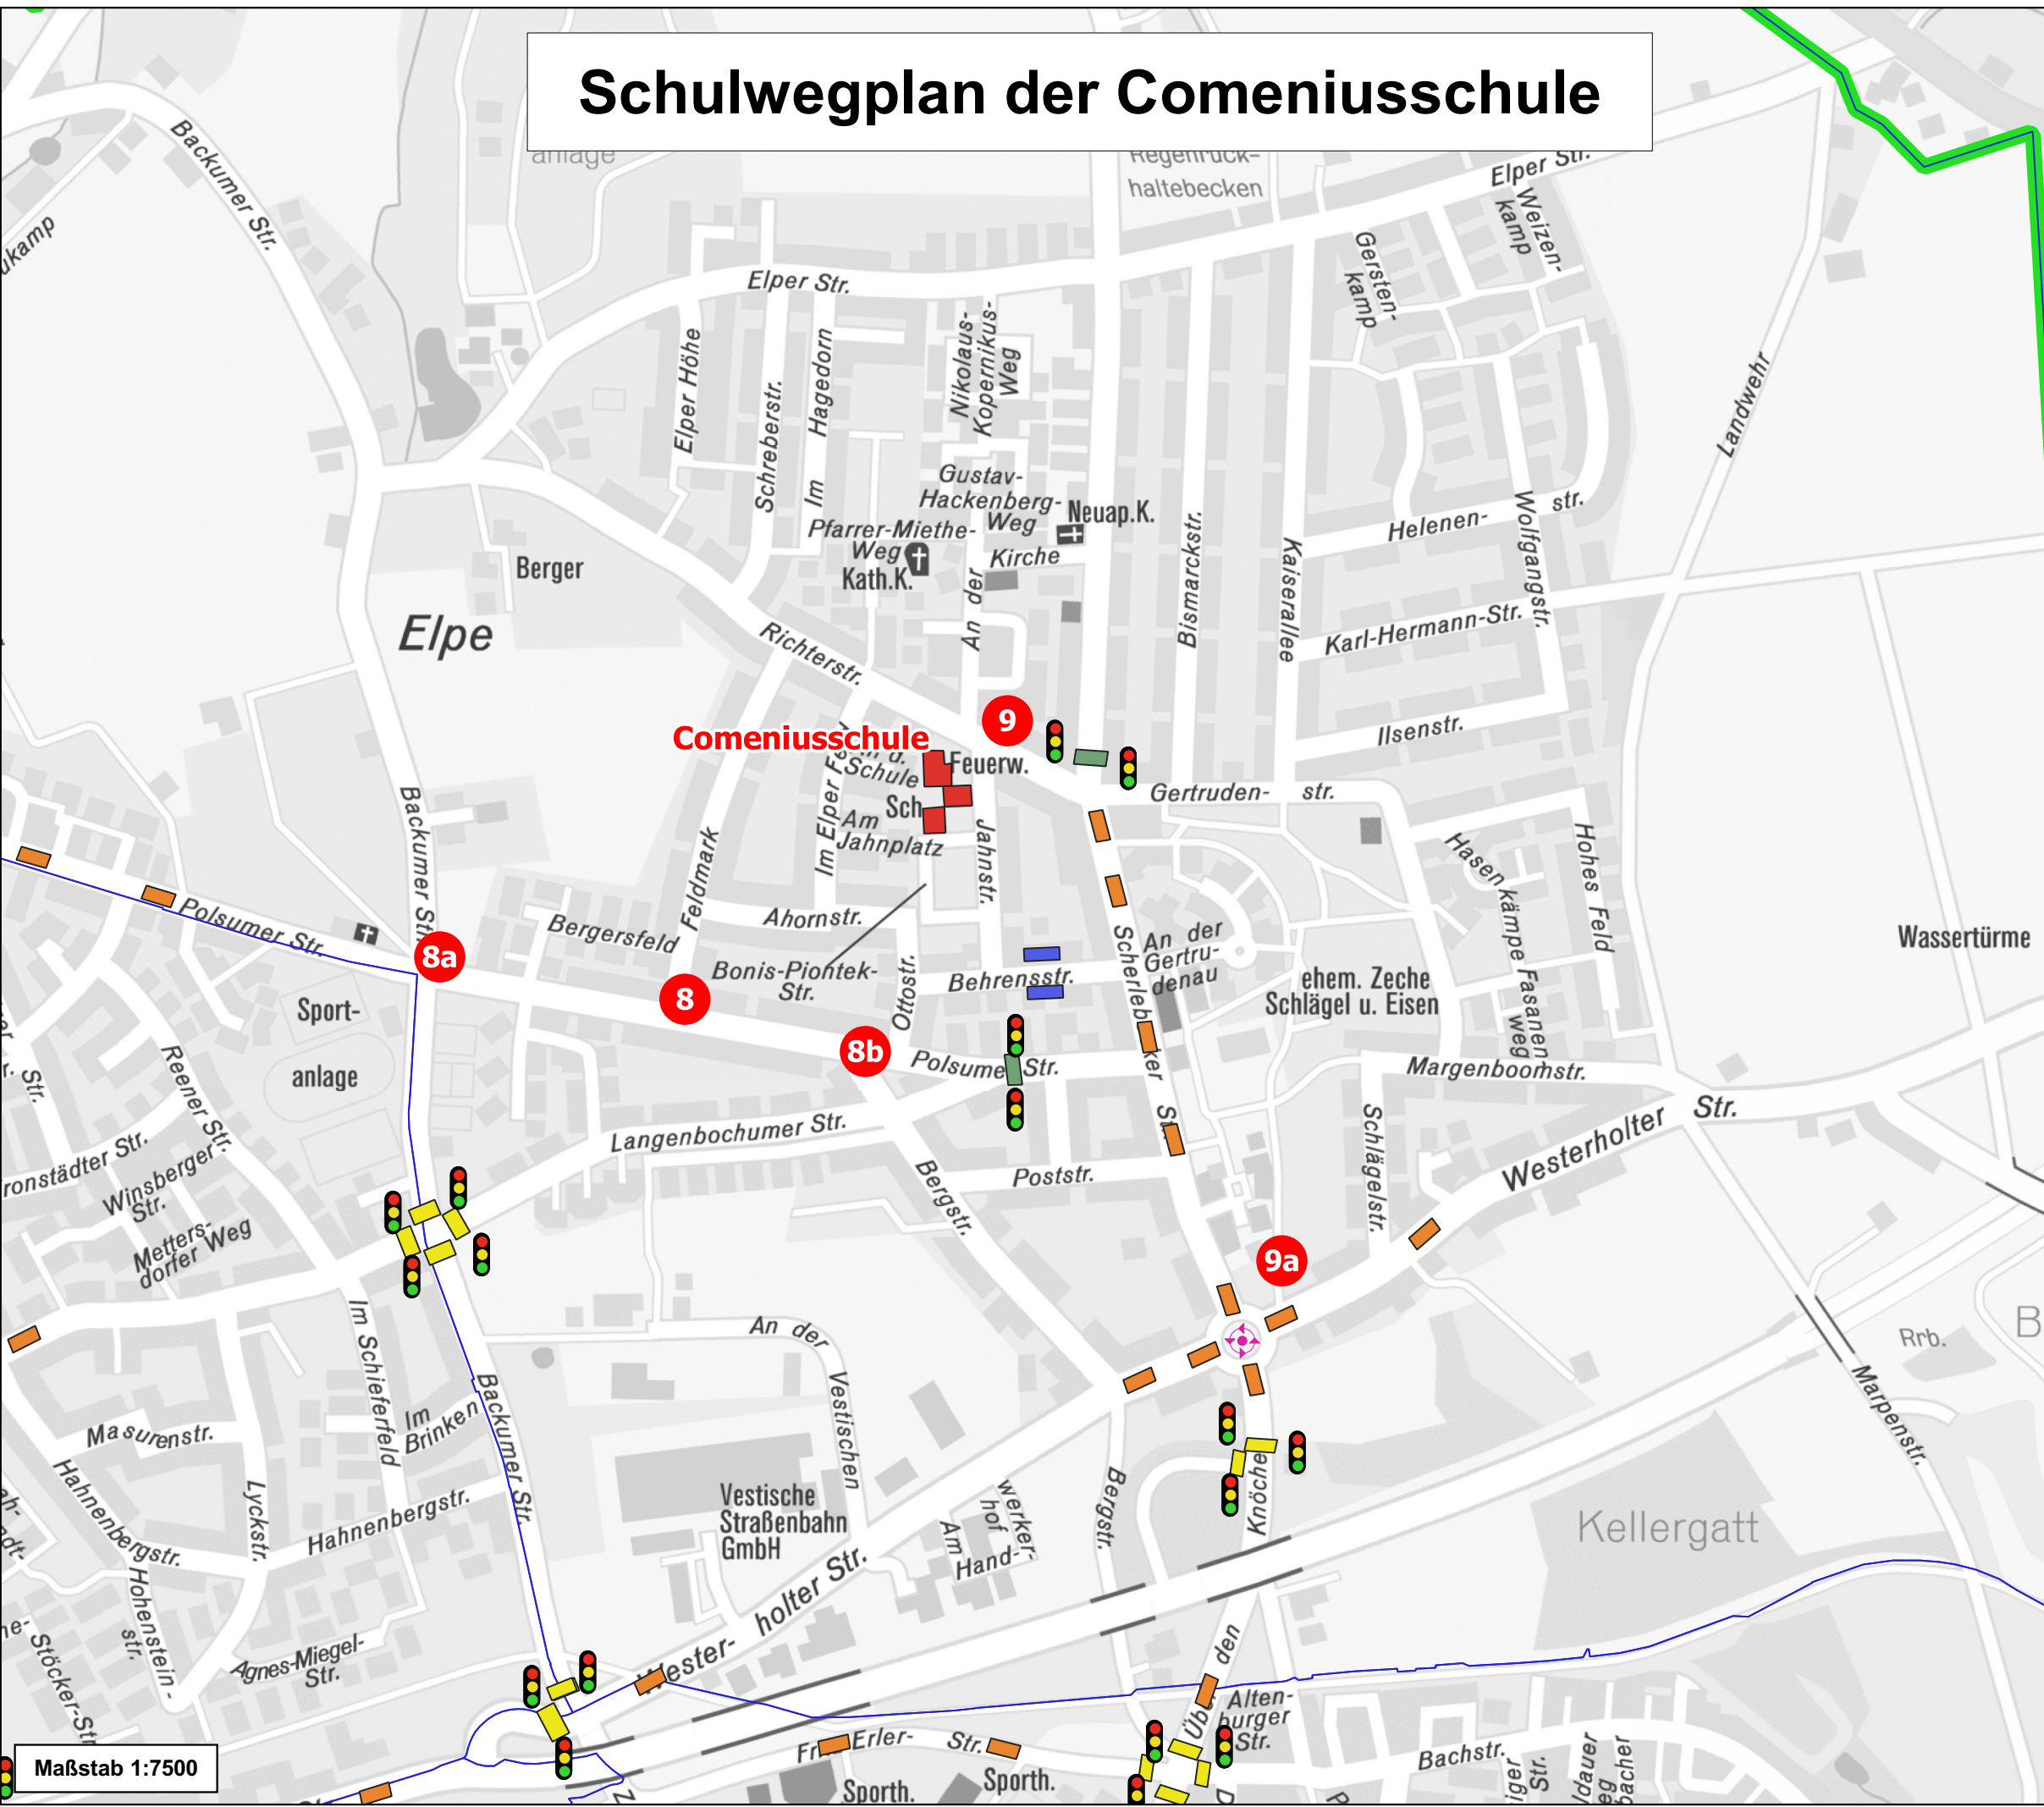 Schulwegplan der Comeniusschule
anlage
haltebecken
Elper Str.
Backumer Str.
Weizen-
kamp
Gersten-
kamp
Elper Str.
Elper Höhe
Schreberstr.
Im Hagedorn
Nikolaus-
Kopernikus-
Weg
Landwehr
Gustav-
Hackenberg-
Weg
Neuap.K.
Pfarrer-Miethe-
Weg
Kath.K.
Kirche
An der
Bismarckstr.
Kaiserallee
Helenen-
str.
Wolfgangstr.
Berger
Elpe
Richterstr.
Karl-Hermann-Str.
Ilsenstr.
9
Comeniusschule
Schule
Feuerw.
Sch
Am
Jahnplatz
Jahnstr.
Gertruden-
str.
Backumer Str.
Feldmark
Hasen
kämpe
Fasanen-
weg
Hohes Feld
Polsumer Str.
8a
Bergersfeld
Ahornstr.
8
Bonis-Piontek-
Str.
Ottostr.
Behrensstr.
An der
Gertru-
denau
ehem. Zeche
Schlägel u. Eisen
Wassertürme
Sport-
anlage
8b
Str.
Margenboomstr.
Reener Str.
Langenbochumer Str.
Poststr.
Schlägelstr.
Westerholter Str.
Winsberger
Str.
Metters-
dorfer Weg
Bergstr.
9a
Im Schieferfeld
An der
Vestischen
Rrb.
Marpenstr.
Masurenstr.
Im
Brinken
Backumer Str.
Hahnenbergstr.
Lyckstr.
Hahnenbergstr.
Vestische
Straßenbahn
GmbH
Am
Hand-
werker-
hof
Bergstr.
Kellergatt
Hohenstein-
str.
Agnes-Miegel-
Str.
Wester-
holter Str.
den
Alten-
burger
Str.
Erler-
Str.
Bachstr.
Sporth.
Sporth.
Maßstab 1:7500